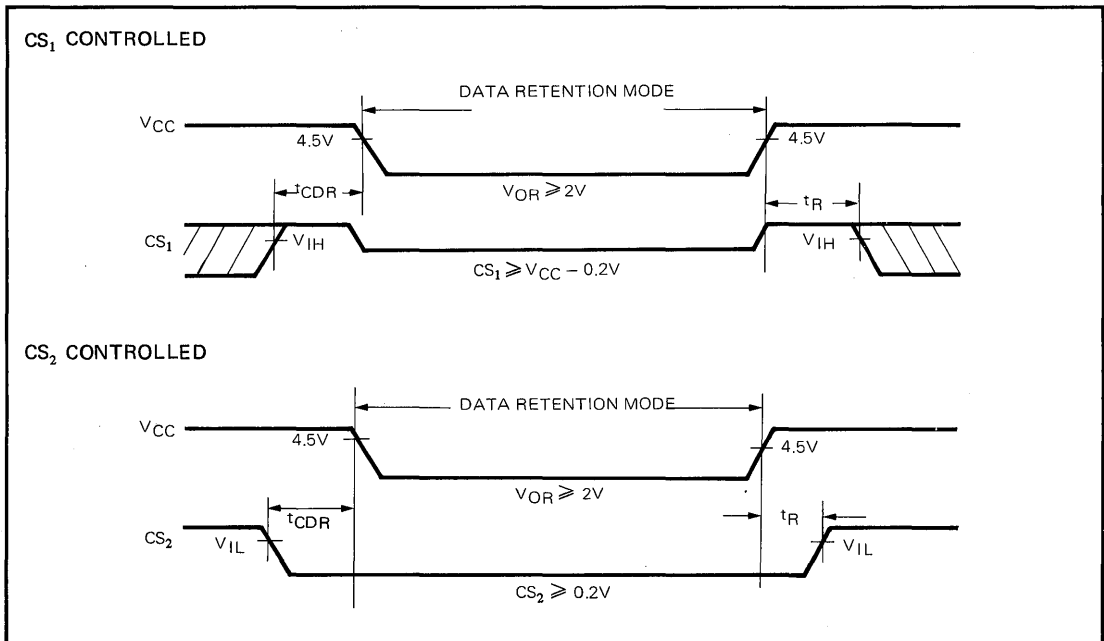 CS₁ CONTROLLED
DATA RETENTION MODE
VCC
4.5V
4.5V
VOR ≥ 2V
tCDR
tR
CS₁
VIH
VIH
CS₁ ≥ VCC − 0.2V
CS₂ CONTROLLED
DATA RETENTION MODE
VCC
4.5V
4.5V
VOR ≥ 2V
tCDR
tR
CS₂
VIL
VIL
CS₂ ≥ 0.2V